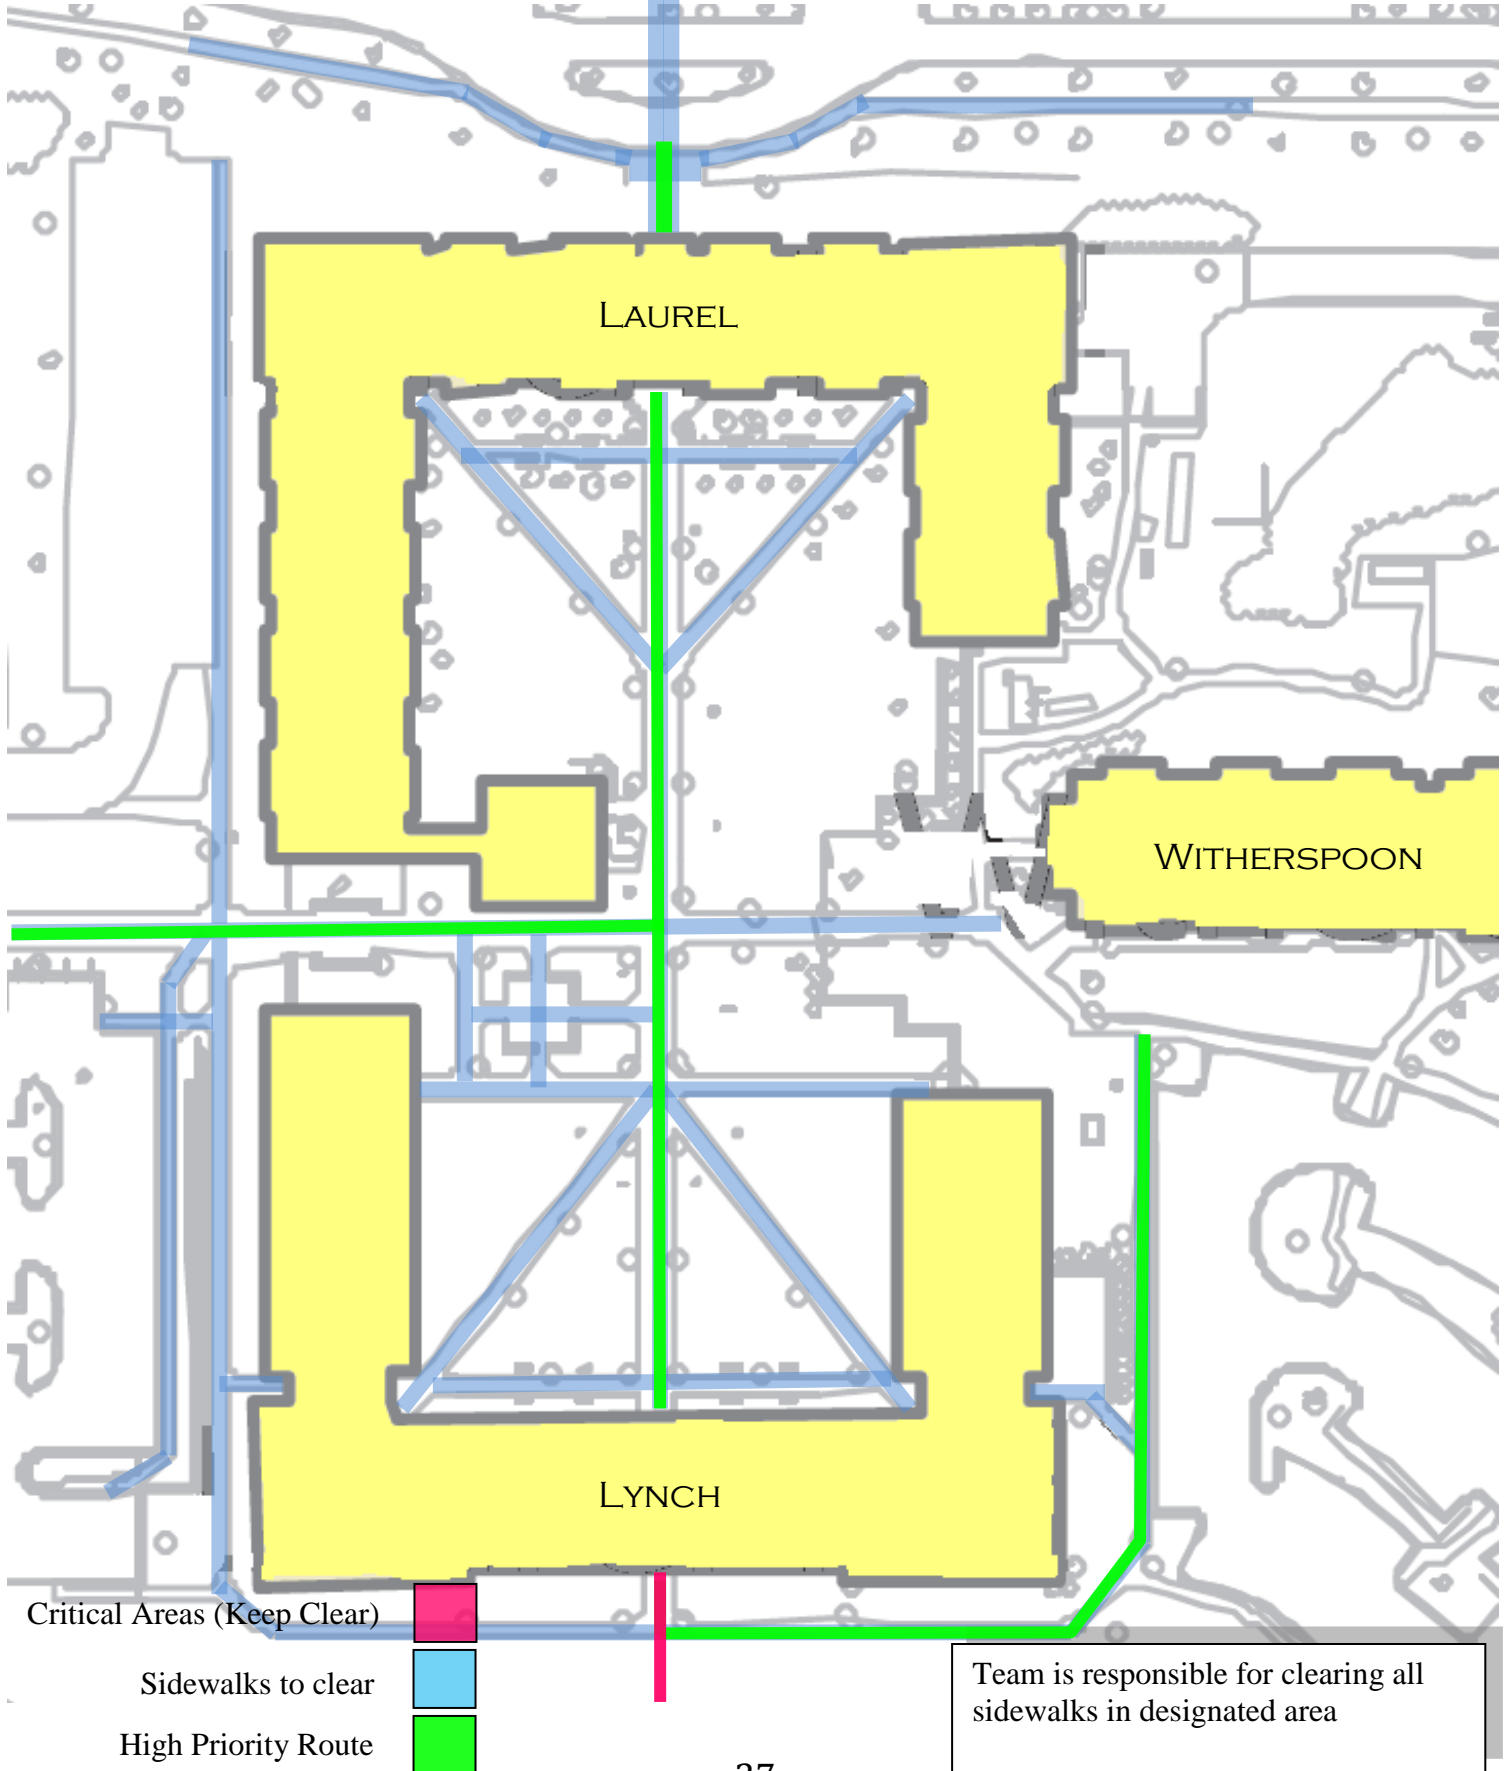 LAUREL
WITHERSPOON
LYNCH
Critical Areas (Keep Clear)
Sidewalks to clear
High Priority Route
Team is responsible for clearing all
sidewalks in designated area
37